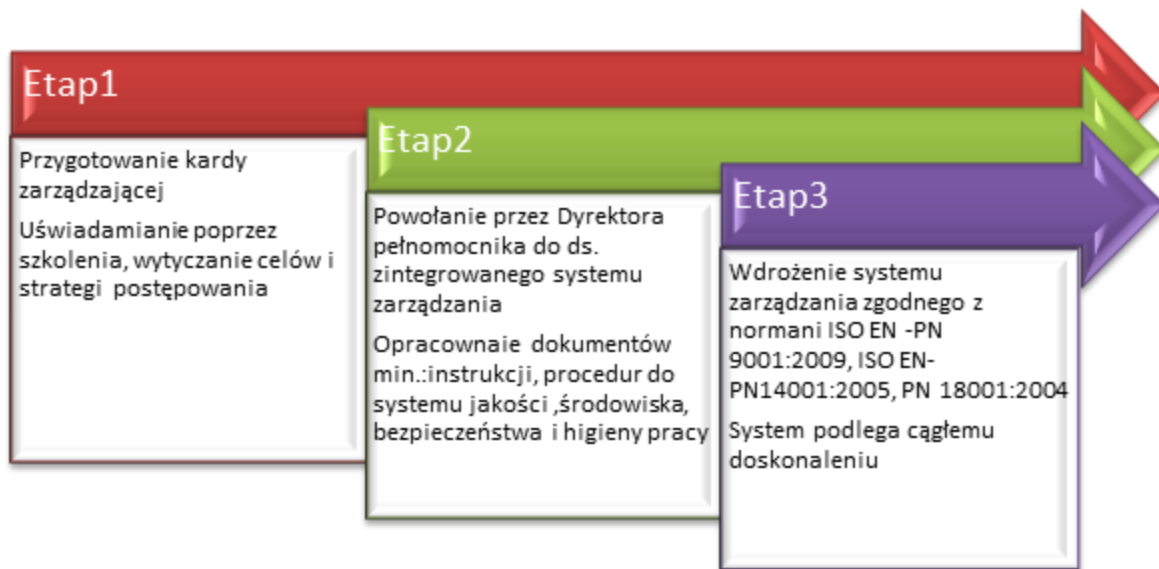 Etap1
Przygotowanie kardy
zarządzającej
Uświadamianie poprzez
szkolenia, wytyczanie celów i
strategi postępowania
Etap2
Powołanie przez Dyrektora
pełnomocnika do ds.
zintegrowanego systemu
zarządzania
Opracownaie dokumentów
min.:instrukcji, procedur do
systemu jakości ,środowiska,
bezpieczeństwa i higieny pracy
Etap3
Wdrożenie systemu
zarządzania zgodnego z
normani ISO EN -PN
9001:2009, ISO EN-
PN14001:2005, PN 18001:2004
System podlega cągłemu
doskonaleniu